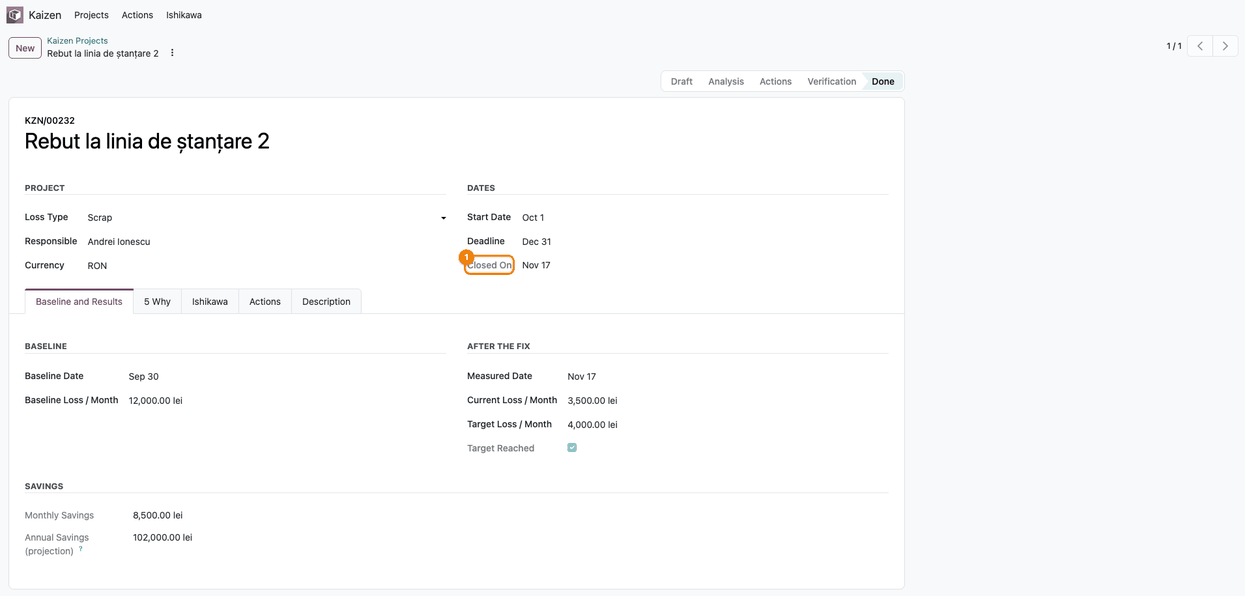 Kaizen Projects Actions Ishikawa
New
Kaizen Projects
Rebut la linia de ștanțare 2
1 / 1
Draft Analysis Actions Verification Done
KZN/00232
Rebut la linia de ștanțare 2
PROJECT
Loss Type Scrap
Responsible Andrei Ionescu
Currency RON
DATES
Start Date Oct 1
Deadline Dec 31
1
Closed On Nov 17
Baseline and Results 5 Why Ishikawa Actions Description
BASELINE
Baseline Date Sep 30
Baseline Loss / Month 12,000.00 lei
AFTER THE FIX
Measured Date Nov 17
Current Loss / Month 3,500.00 lei
Target Loss / Month 4,000.00 lei
Target Reached
SAVINGS
Monthly Savings 8,500.00 lei
Annual Savings 102,000.00 lei
(projection) ?